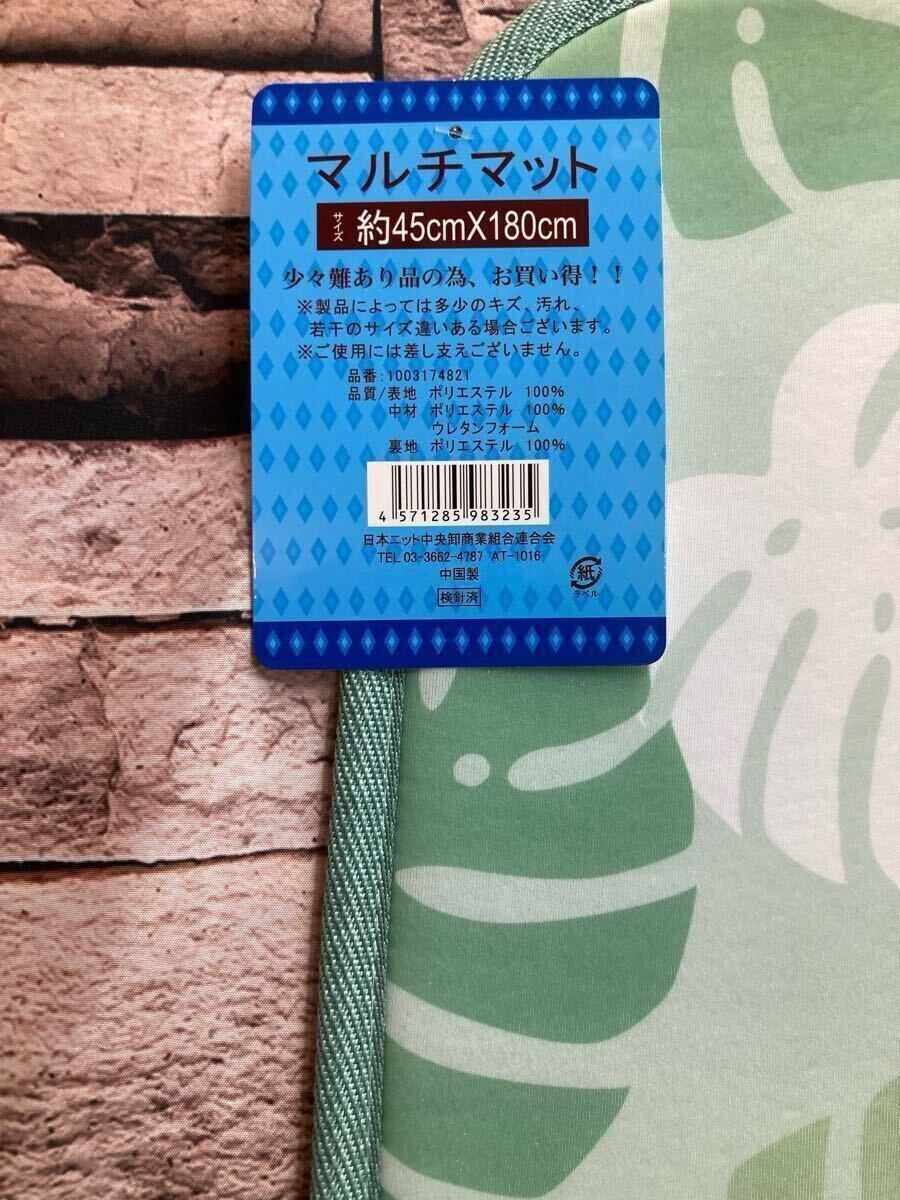 マルチマット
サイズ 約45cmX180cm
少々難あり品の為、お買い得！！
※製品によっては多少のキズ、汚れ、
若干のサイズ違いある場合ございます。
※ご使用には差し支えございません。
品番：1003174821
品質/表地 ポリエステル 100%
中材 ポリエステル 100%
ウレタンフォーム
裏地 ポリエステル 100%
4 571285 983235
日本ニット中央卸商業組合連合会
TEL 03-3662-4787 AT-1016
中国製
検針済
紙
ラベル